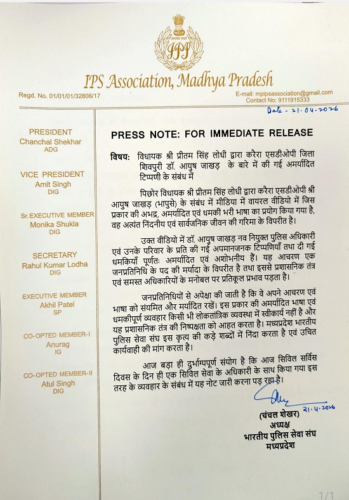 IPS
IPS Association, Madhya Pradesh
Regd. No. 01/01/01/32806/17
E-mail: mpipsassociation@gmail.com
Contact No: 9111915333
Date - 21-04-2026
PRESIDENT
Chanchal Shekhar
ADG
VICE PRESIDENT
Amit Singh
DIG
Sr.EXECUTIVE MEMBER
Monika Shukla
DIG
SECRETARY
Rahul Kumar Lodha
DIG
EXECUTIVE MEMBER
Akhil Patel
SP
CO-OPTED MEMBER-I
Anurag
IG
CO-OPTED MEMBER-II
Atul Singh
DIG
PRESS NOTE: FOR IMMEDIATE RELEASE
विषय: विधायक श्री प्रीतम सिंह लोधी द्वारा करैरा एसडीओपी जिला
शिवपुरी डॉ. आयुष जाखड़ के बारे में की गई अमर्यादित
टिप्पणी के संबंध में
पिछोर विधायक श्री प्रीतम सिंह लोधी द्वारा करैरा एसडीओपी श्री
आयुष जाखड़ (भापुसे) के संबंध में मीडिया में वायरल वीडियो में जिस
प्रकार की अभद्र, अमर्यादित एवं धमकी भरी भाषा का प्रयोग किया गया है,
वह अत्यंत निंदनीय एवं सार्वजनिक जीवन की गरिमा के विपरीत है।
उक्त वीडियो में डॉ. आयुष जाखड़ नव नियुक्त पुलिस अधिकारी
एवं उनके परिवार के प्रति की गई अपमानजनक टिप्पणियाँ तथा दी गई
धमकियाँ पूर्णतः अमर्यादित एवं अशोभनीय हैं। यह आचरण एक
जनप्रतिनिधि के पद की मर्यादा के विपरीत है तथा इससे प्रशासनिक तंत्र
एवं समस्त अधिकारियों के मनोबल पर प्रतिकूल प्रभाव पड़ता है।
जनप्रतिनिधियों से अपेक्षा की जाती है कि वे अपने आचरण एवं
भाषा को संयमित और मर्यादित रखें। इस प्रकार की अमर्यादित भाषा एवं
धमकीपूर्ण व्यवहार किसी भी लोकतांत्रिक व्यवस्था में स्वीकार्य नहीं है और
यह प्रशासनिक तंत्र की निष्पक्षता को आहत करता है। मध्यप्रदेश भारतीय
पुलिस सेवा संघ इस कृत्य की कड़े शब्दों में निंदा करता है एवं उचित
कार्यवाही की मांग करता है।
आज बड़ा ही दुर्भाग्यपूर्ण संयोग है कि आज सिविल सर्विस
दिवस के दिन ही एक सिविल सेवा के अधिकारी के साथ किया गया इस
तरह के व्यवहार के संबंध में यह नोट जारी करना पड़ रहा है।
21-4-2026
(चंचल शेखर)
अध्यक्ष
भारतीय पुलिस सेवा संघ
मध्यप्रदेश
1/1